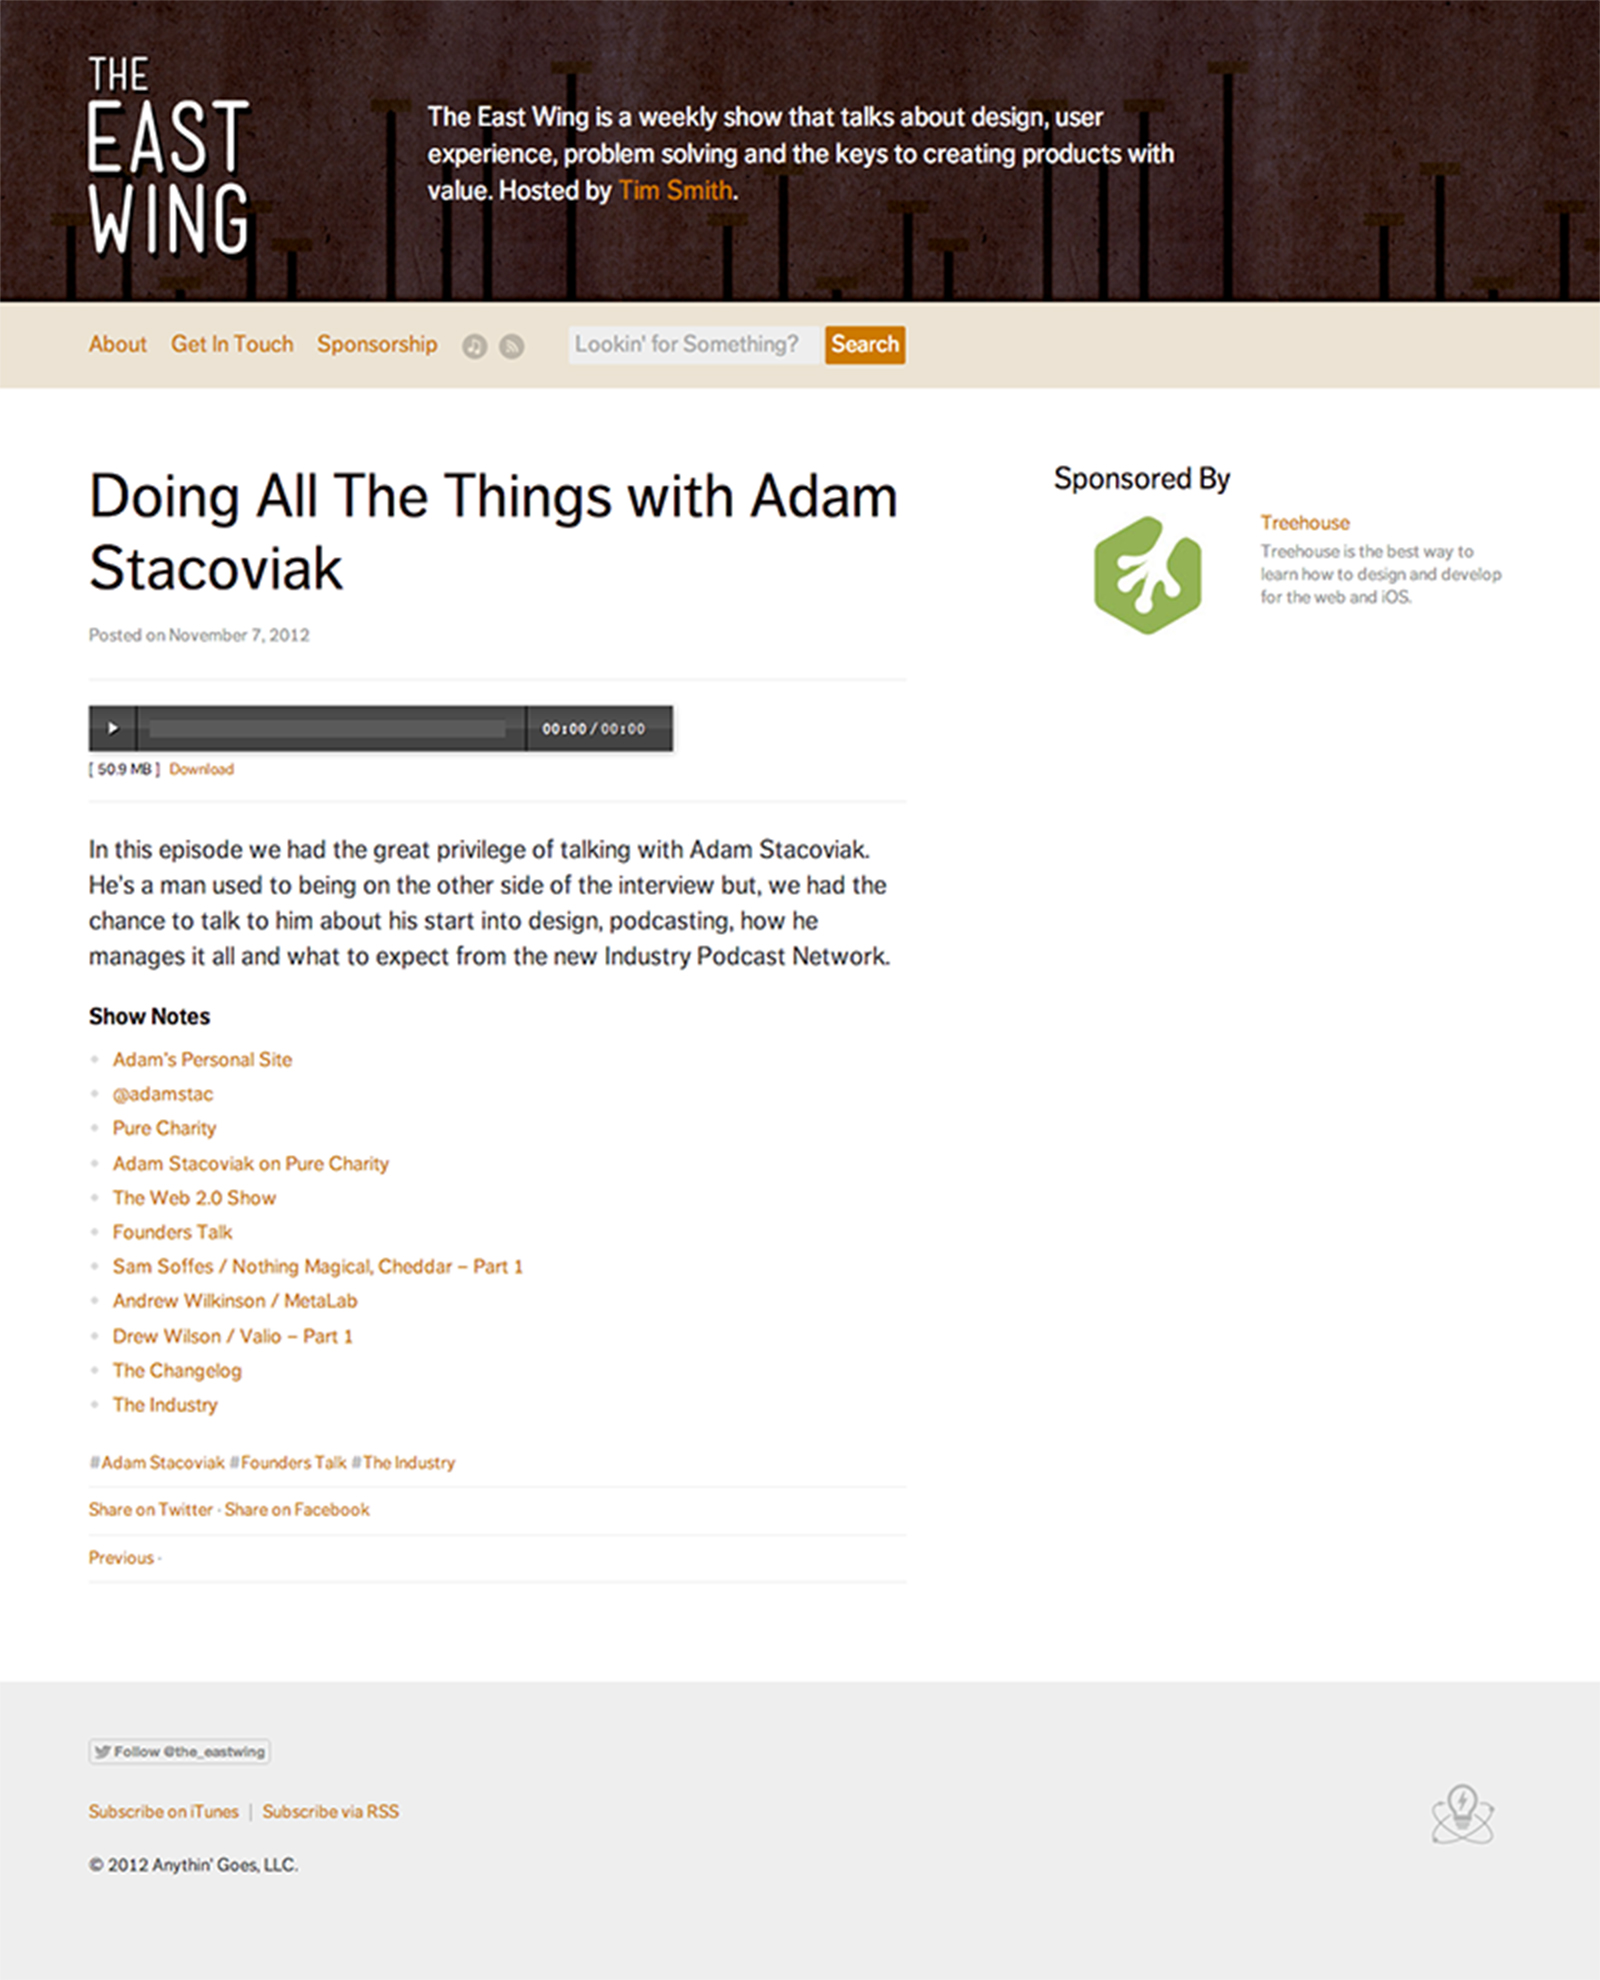 THE
EAST
WING
The East Wing is a weekly show that talks about design, user
experience, problem solving and the keys to creating products with
value. Hosted by Tim Smith.
About Get In Touch Sponsorship Lookin' for Something? Search
Doing All The Things with Adam
Stacoviak
Posted on November 7, 2012
00:00/00:00
[ 50.9 MB ] Download
In this episode we had the great privilege of talking with Adam Stacoviak.
He's a man used to being on the other side of the interview but, we had the
chance to talk to him about his start into design, podcasting, how he
manages it all and what to expect from the new Industry Podcast Network.
Show Notes
Adam's Personal Site
@adamstac
Pure Charity
Adam Stacoviak on Pure Charity
The Web 2.0 Show
Founders Talk
Sam Soffes / Nothing Magical, Cheddar – Part 1
Andrew Wilkinson / MetaLab
Drew Wilson / Valio – Part 1
The Changelog
The Industry
#Adam Stacoviak #Founders Talk #The Industry
Share on Twitter · Share on Facebook
Previous ·
Sponsored By
Treehouse
Treehouse is the best way to
learn how to design and develop
for the web and iOS.
Follow @the_eastwing
Subscribe on iTunes | Subscribe via RSS
© 2012 Anythin' Goes, LLC.